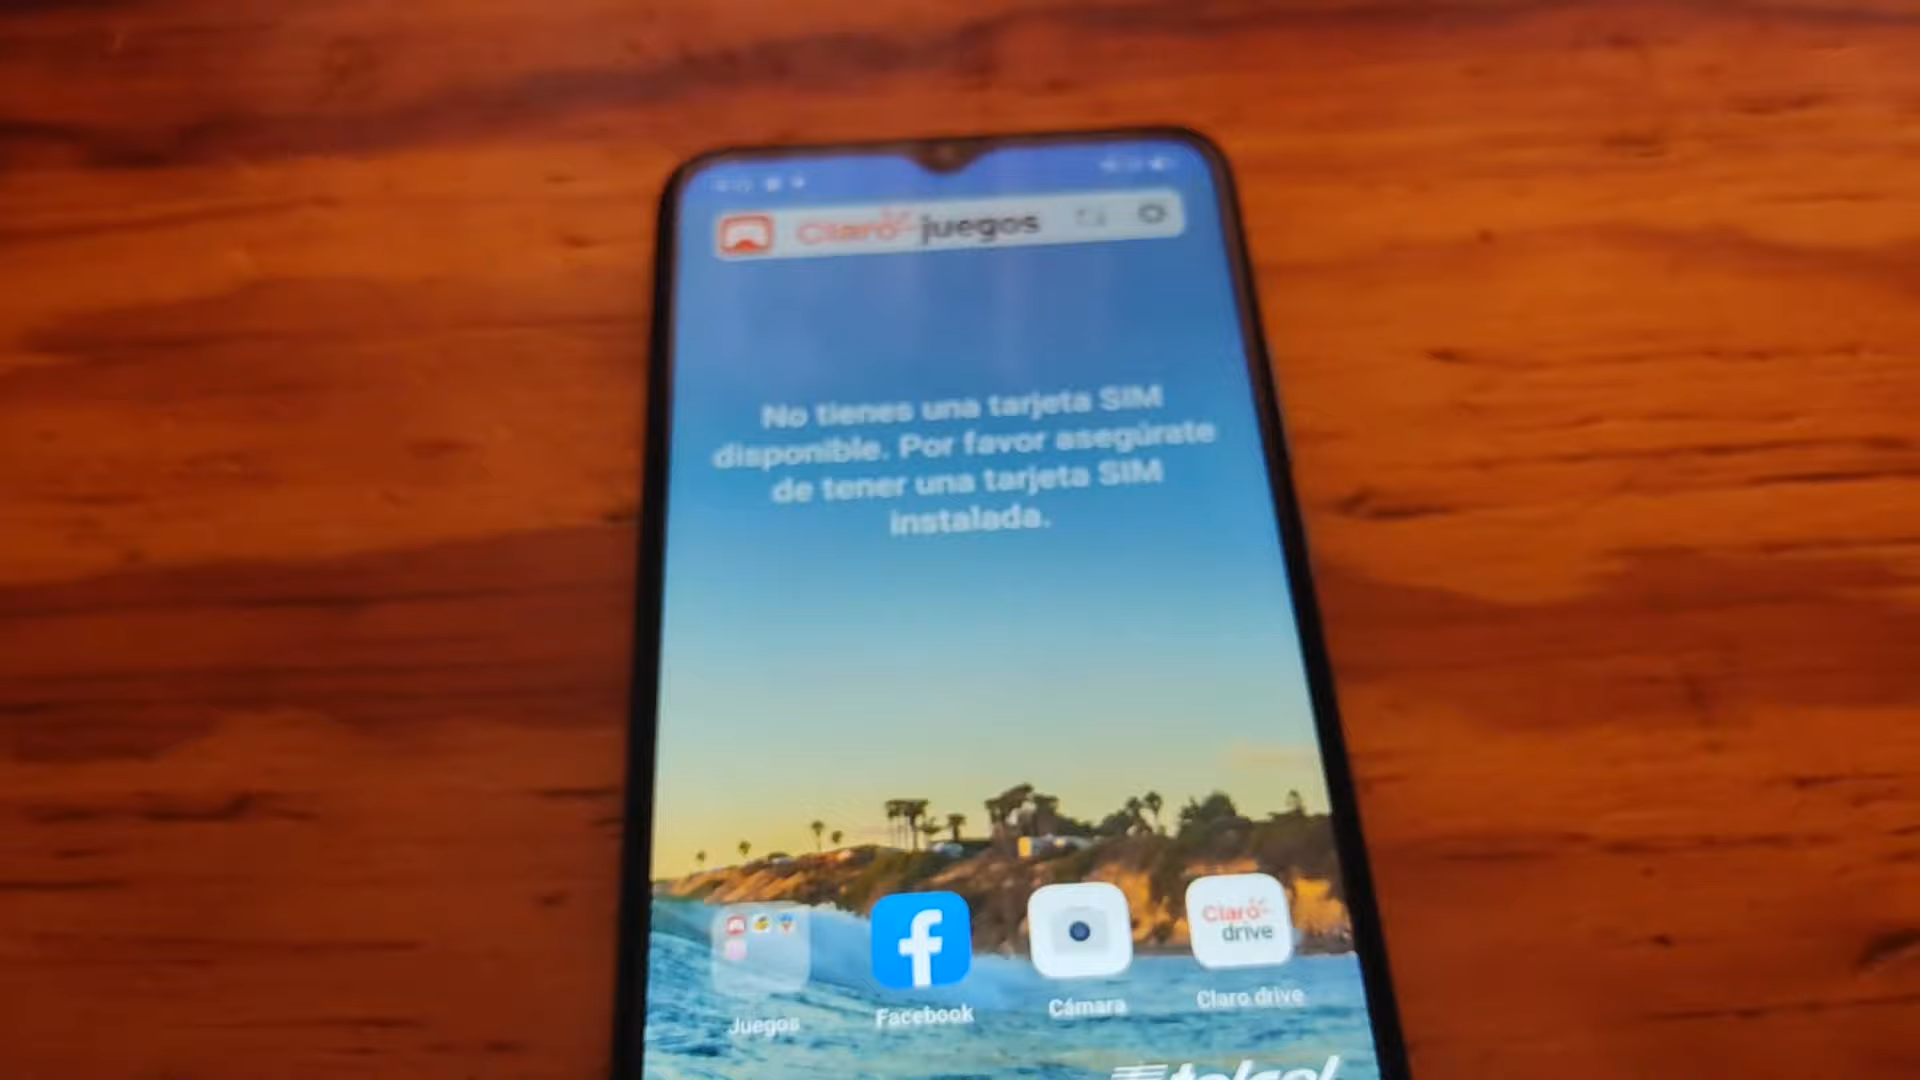 Claro juegos
No tienes una tarjeta SIM
disponible. Por favor asegúrate
de tener una tarjeta SIM
instalada.
Juegos
Facebook
Cámara
Claro drive
Claro drive
telcel